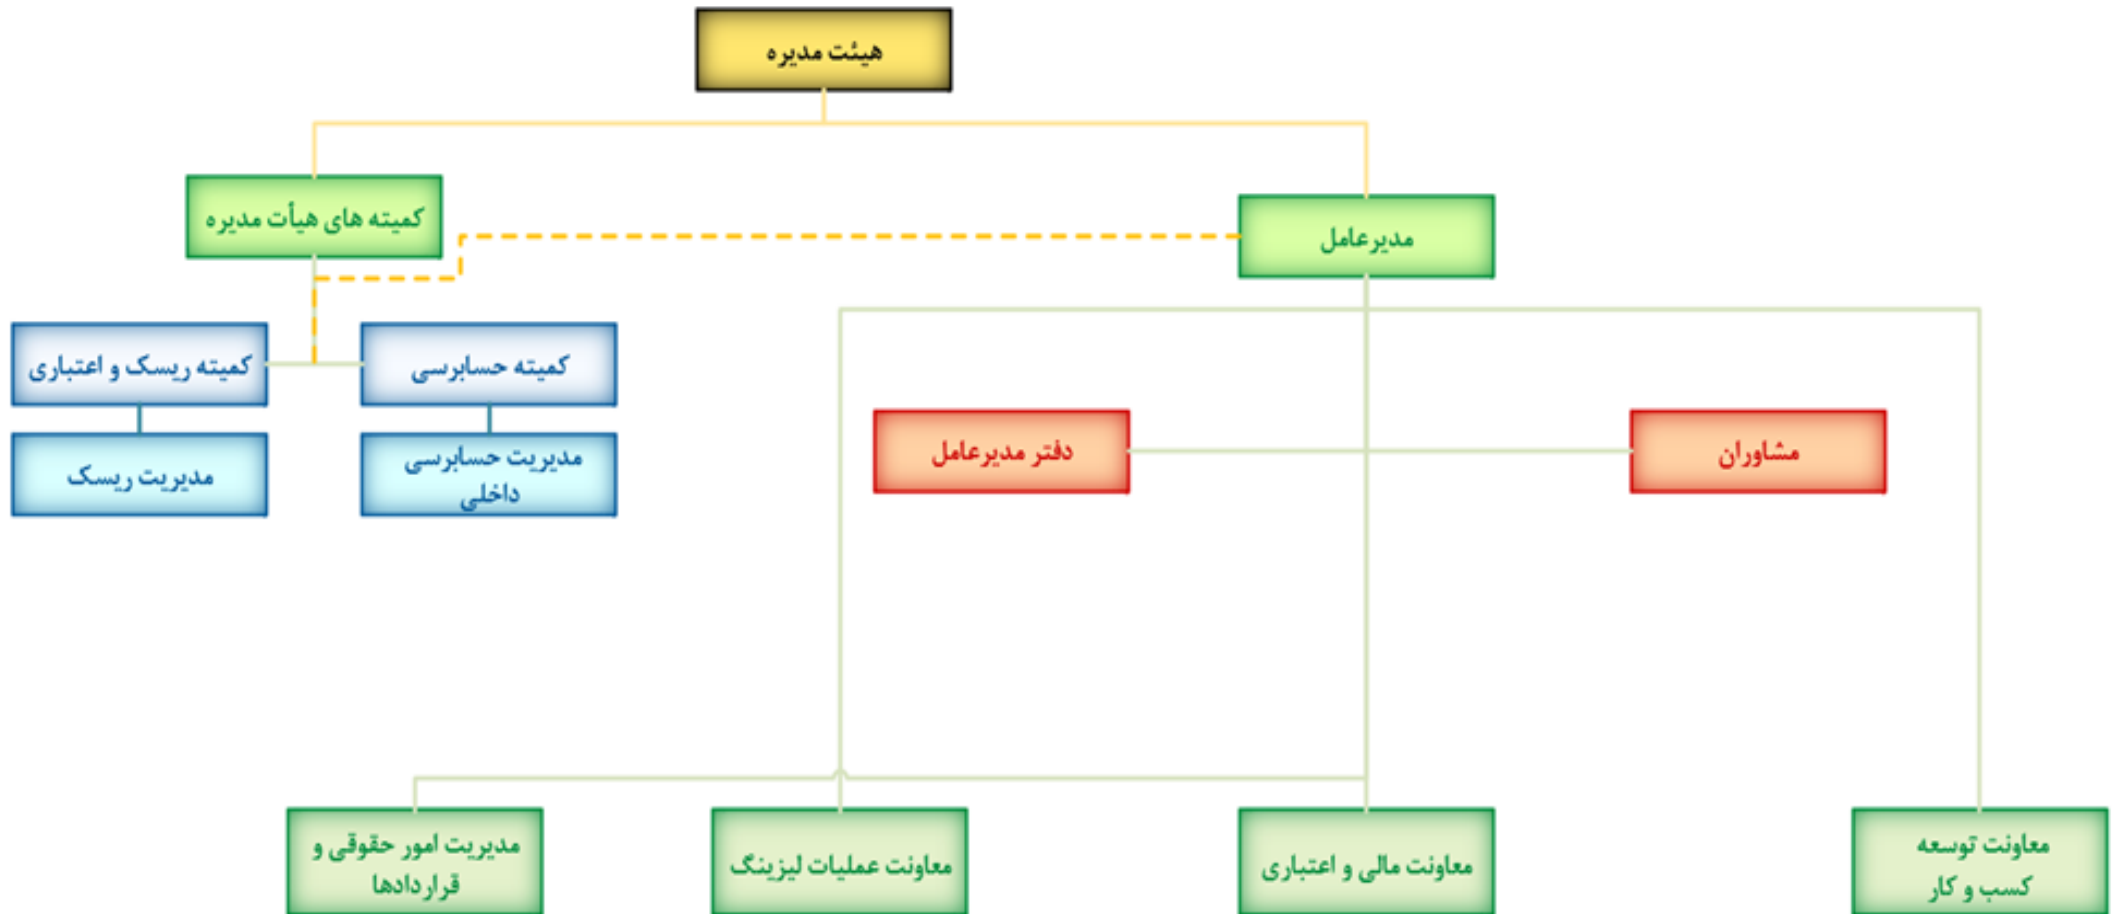 هیئت مدیره
کمیته های هیأت مدیره
مدیرعامل
کمیته حسابرسی
کمیته ریسک و اعتباری
مشاوران
دفتر مدیرعامل
مدیریت حسابرسی
داخلی
مدیریت ریسک
معاونت توسعه
کسب و کار
معاونت مالی و اعتباری
معاونت عملیات لیزینگ
مدیریت امور حقوقی و
قراردادها